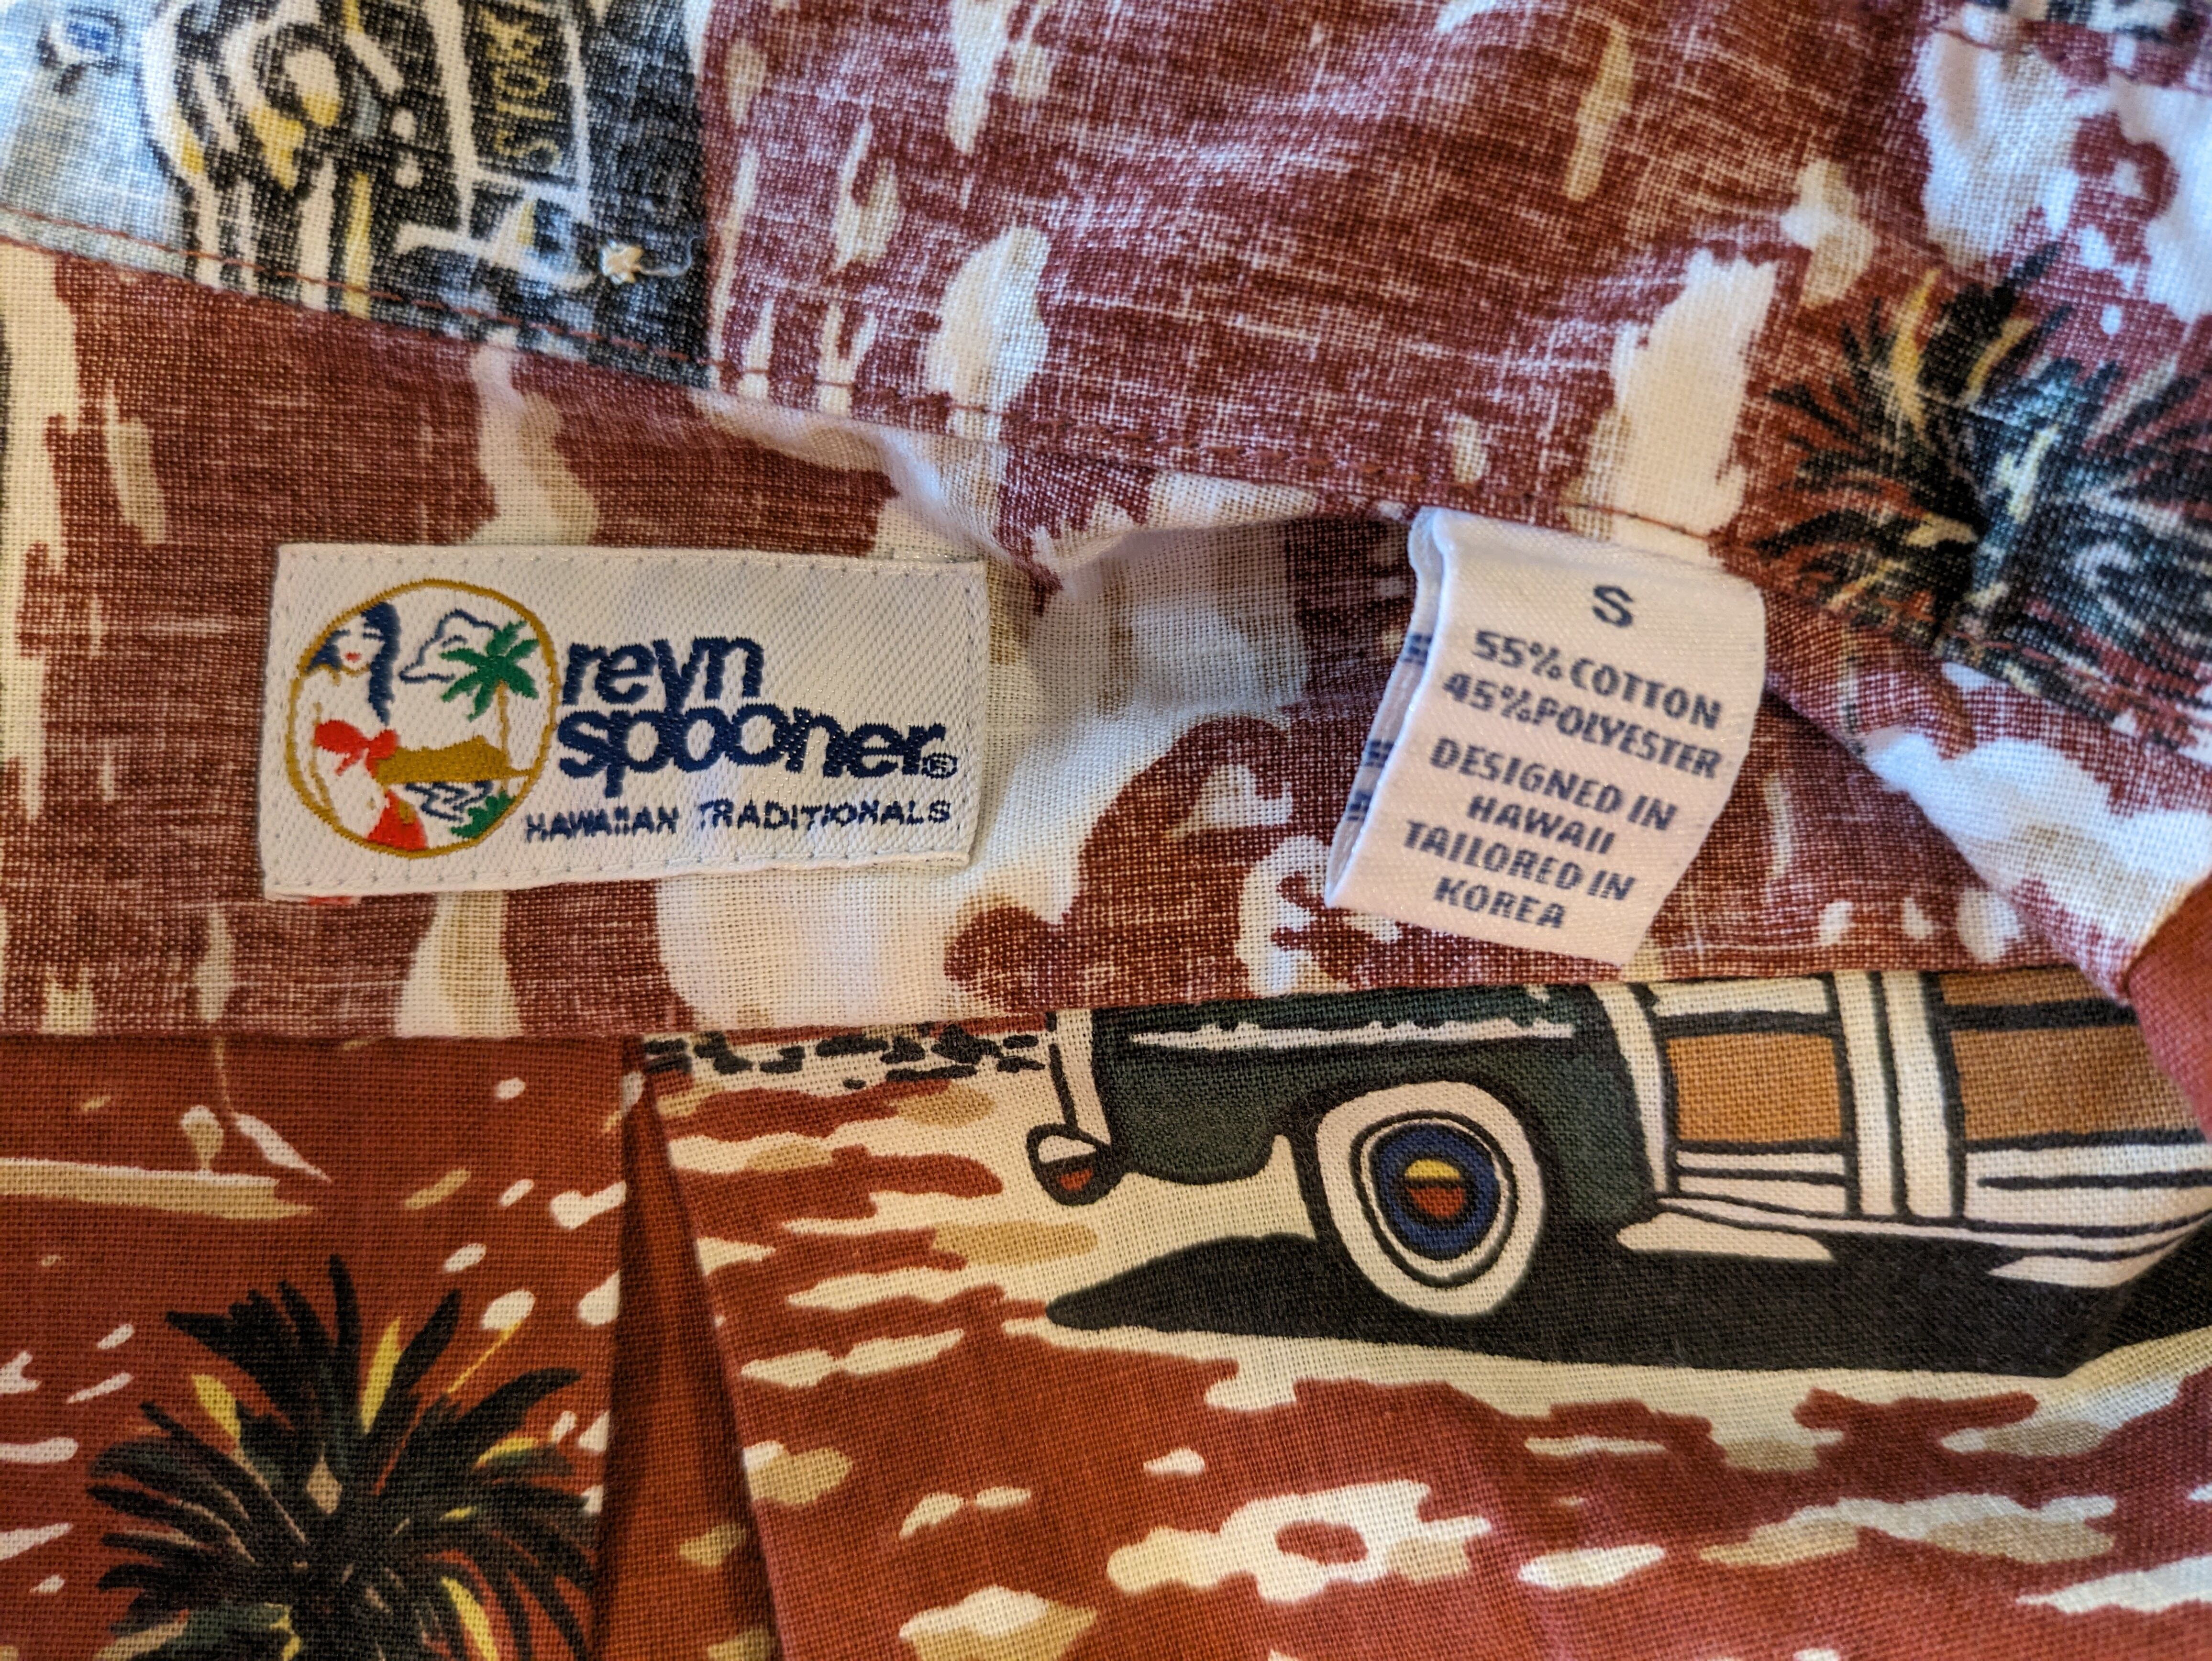 reyn
spooner®
HAWAIIAN TRADITIONALS
S
55% COTTON
45% POLYESTER
DESIGNED IN
HAWAII
TAILORED IN
KOREA